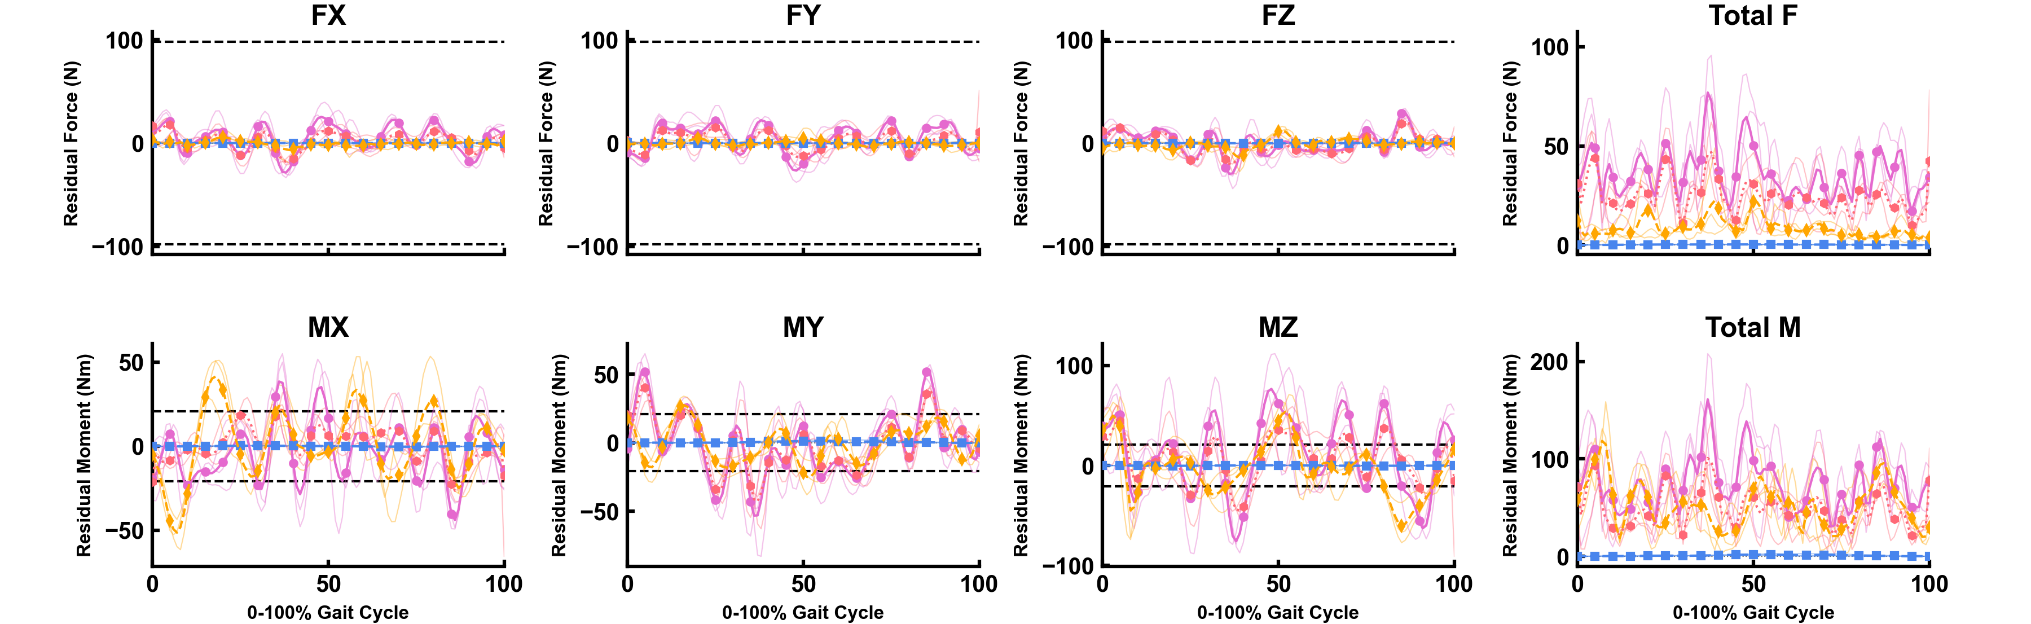 FX FY FZ Total F
Residual Force (N) 100 0 −100
Residual Force (N) 100 0 −100
Residual Force (N) 100 0 −100
Residual Force (N) 100 50 0
MX MY MZ Total M
Residual Moment (Nm) 50 0 −50
Residual Moment (Nm) 50 0 −50
Residual Moment (Nm) 100 0 −100
Residual Moment (Nm) 200 100 0
0 50 100 0 50 100 0 50 100 0 50 100
0-100% Gait Cycle 0-100% Gait Cycle 0-100% Gait Cycle 0-100% Gait Cycle